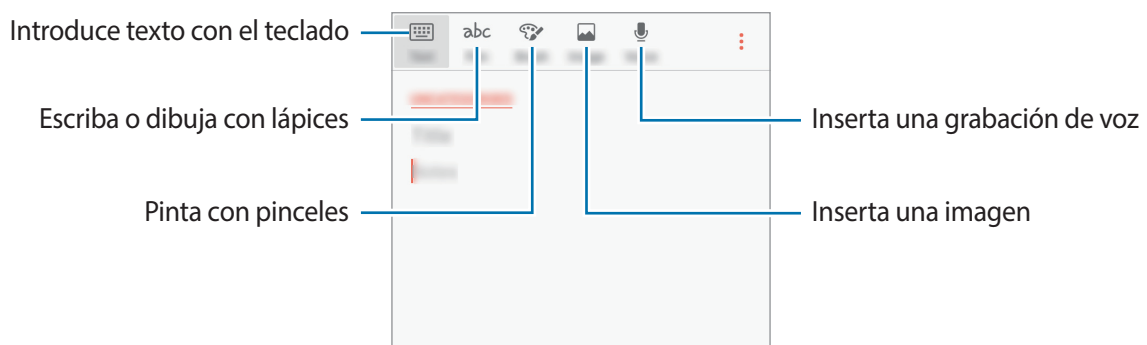 Introduce texto con el teclado
abc
Escriba o dibuja con lápices
Inserta una grabación de voz
Pinta con pinceles
Inserta una imagen